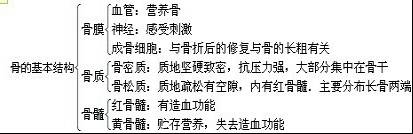 血管：营养骨
骨膜
神经：感受刺激
成骨细胞：与骨折后的修复与骨的长粗有关
骨的基本结构
骨密质：质地坚硬致密，抗压力强，大部分集中在骨干
骨质
骨松质：质地疏松有空隙，内有红骨髓．主要分布长骨两端
红骨髓：有造血功能
骨髓
黄骨髓：贮存营养，失去造血功能